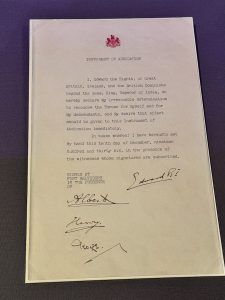 INSTRUMENT OF ABDICATION
I, Edward the Eighth, of Great
Britain, Ireland, and the British Dominions
beyond the Seas, King, Emperor of India, do
hereby declare My irrevocable determination
to renounce the Throne for Myself and for
My descendants, and My desire that effect
should be given to this Instrument of
Abdication immediately.
In token whereof I have hereunto set
My hand this tenth day of December, nineteen
hundred and thirty six, in the presence of
the witnesses whose signatures are subscribed.
SIGNED AT
FORT BELVEDERE
IN THE PRESENCE
OF
Edward R.I.
Albert
Henry.
George.